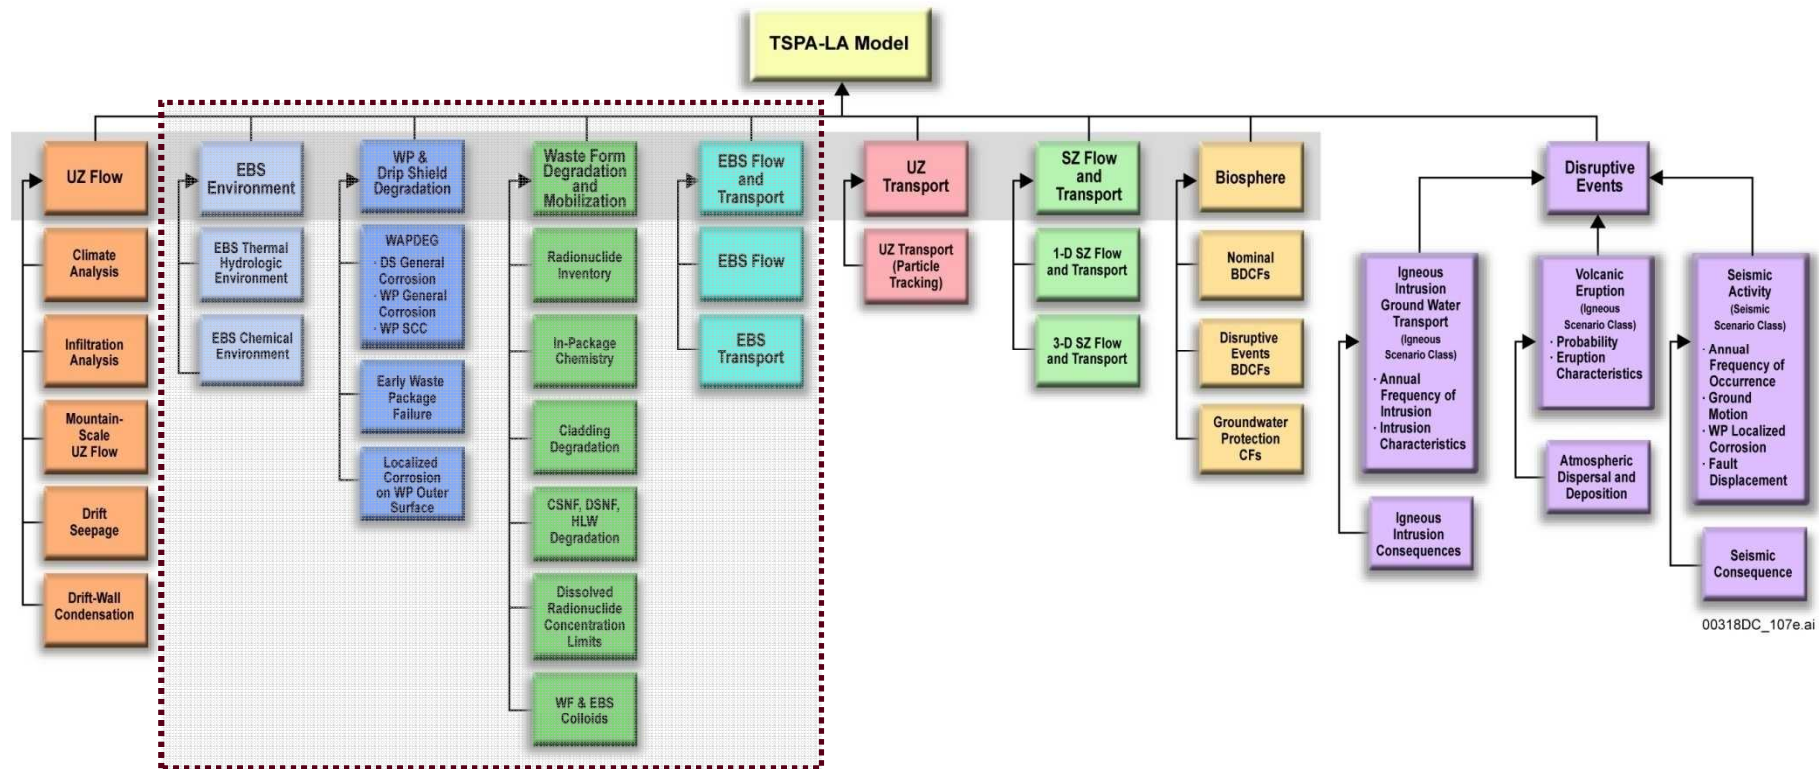 TSPA-LA Model
UZ Flow
Climate
Analysis
Infiltration
Analysis
Mountain-
Scale
UZ Flow
Drift
Seepage
Drift-Wall
Condensation
EBS
Environment
EBS Thermal
Hydrologic
Environment
EBS Chemical
Environment
WP &
Drip Shield
Degradation
WAPDEG
· DS General
Corrosion
· WP General
Corrosion
· WP SCC
Early Waste
Package
Failure
Localized
Corrosion
on WP Outer
Surface
Waste Form
Degradation
and
Mobilization
Radionuclide
Inventory
In-Package
Chemistry
Cladding
Degradation
CSNF, DSNF,
HLW
Degradation
Dissolved
Radionuclide
Concentration
Limits
WF & EBS
Colloids
EBS Flow
and
Transport
EBS Flow
EBS
Transport
UZ
Transport
UZ Transport
(Particle
Tracking)
SZ Flow
and
Transport
1-D SZ Flow
and Transport
3-D SZ Flow
and Transport
Biosphere
Nominal
BDCFs
Disruptive
Events
BDCFs
Groundwater
Protection
CFs
Disruptive
Events
Igneous
Intrusion
Ground Water
Transport
(Igneous
Scenario Class)
· Annual
Frequency of
Intrusion
· Intrusion
Characteristics
Igneous
Intrusion
Consequences
Volcanic
Eruption
(Igneous
Scenario Class)
· Probability
· Eruption
Characteristics
Atmospheric
Dispersal and
Deposition
Seismic
Activity
(Seismic
Scenario Class)
· Annual
Frequency of
Occurrence
· Ground
Motion
· WP Localized
Corrosion
· Fault
Displacement
Seismic
Consequence
00318DC_107e.ai